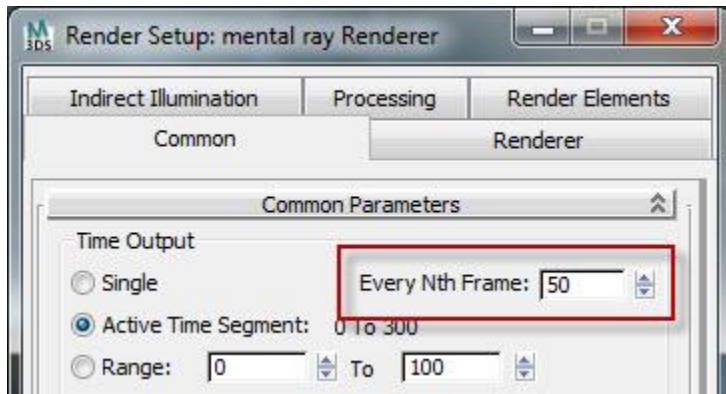 M
3DS Render Setup: mental ray Renderer
Indirect Illumination Processing Render Elements
Common Renderer
Common Parameters
Time Output
Single Every Nth Frame: 50
Active Time Segment: 0 To 300
Range: 0 To 100